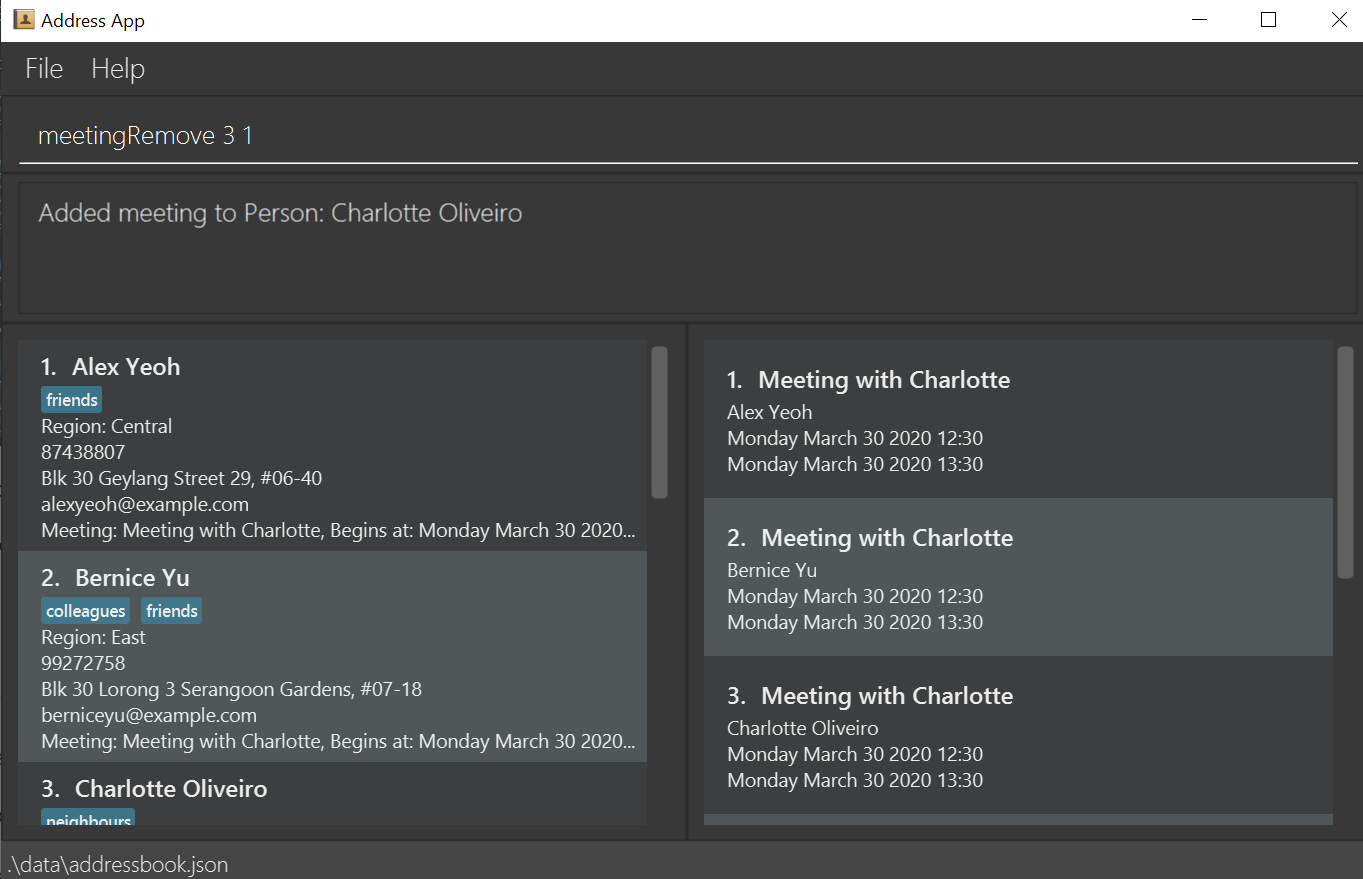 Address App
File Help
meetingRemove 3 1
Added meeting to Person: Charlotte Oliveiro
1. Alex Yeoh
friends
Region: Central
87438807
Blk 30 Geylang Street 29, #06-40
alexyeoh@example.com
Meeting: Meeting with Charlotte, Begins at: Monday March 30 2020...
2. Bernice Yu
colleagues friends
Region: East
99272758
Blk 30 Lorong 3 Serangoon Gardens, #07-18
berniceyu@example.com
Meeting: Meeting with Charlotte, Begins at: Monday March 30 2020...
3. Charlotte Oliveiro
neighbours
1. Meeting with Charlotte
Alex Yeoh
Monday March 30 2020 12:30
Monday March 30 2020 13:30
2. Meeting with Charlotte
Bernice Yu
Monday March 30 2020 12:30
Monday March 30 2020 13:30
3. Meeting with Charlotte
Charlotte Oliveiro
Monday March 30 2020 12:30
Monday March 30 2020 13:30
.\data\addressbook.json